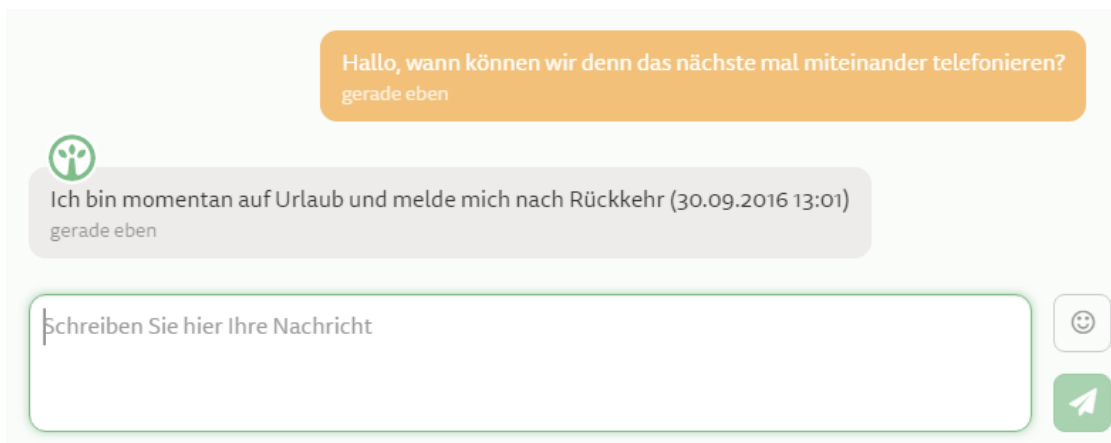 Hallo, wann können wir denn das nächste mal miteinander telefonieren?
gerade eben
Ich bin momentan auf Urlaub und melde mich nach Rückkehr (30.09.2016 13:01)
gerade eben
Schreiben Sie hier Ihre Nachricht